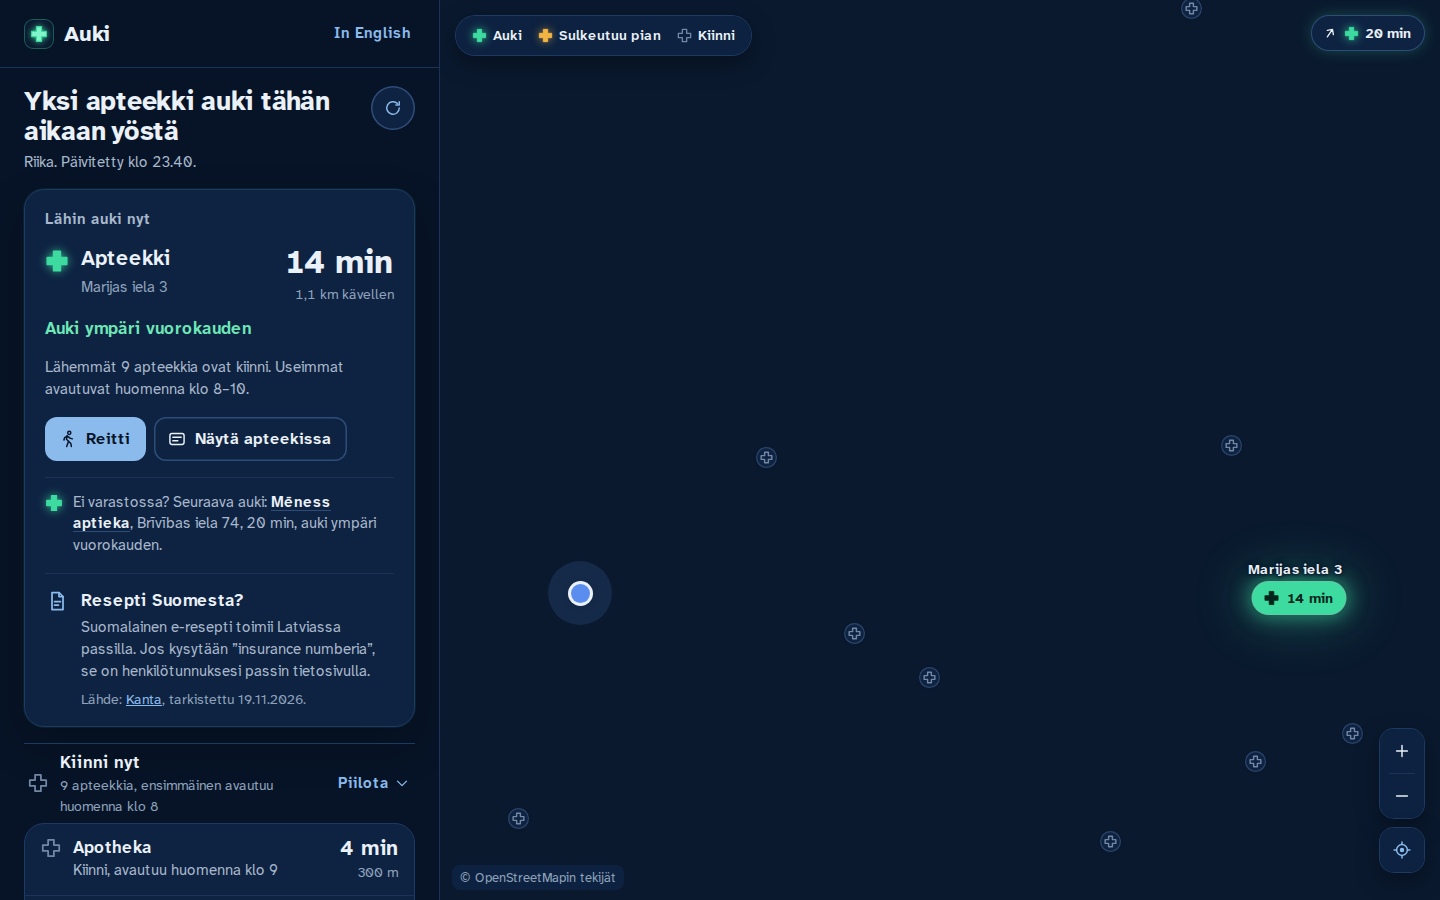 Auki
In English
Yksi apteekki auki tähän
aikaan yöstä
Riika. Päivitetty klo 23.40.
Lähin auki nyt
Apteekki
14 min
Marijas iela 3
1,1 km kävellen
Auki ympäri vuorokauden
Lähemmät 9 apteekkia ovat kiinni. Useimmat
avautuvat huomenna klo 8–10.
Reitti
Näytä apteekissa
Ei varastossa? Seuraava auki: Mēness
aptieka, Brīvības iela 74, 20 min, auki ympäri
vuorokauden.
Resepti Suomesta?
Suomalainen e-resepti toimii Latviassa
passilla. Jos kysytään ”insurance numberia”,
se on henkilötunnuksesi passin tietosivulla.
Lähde: Kanta, tarkistettu 19.11.2026.
Kiinni nyt
9 apteekkia, ensimmäinen avautuu
huomenna klo 8
Piilota
Apotheka
4 min
Kiinni, avautuu huomenna klo 9
300 m
Auki
Sulkeutuu pian
Kiinni
20 min
Marijas iela 3
14 min
+
−
© OpenStreetMapin tekijät